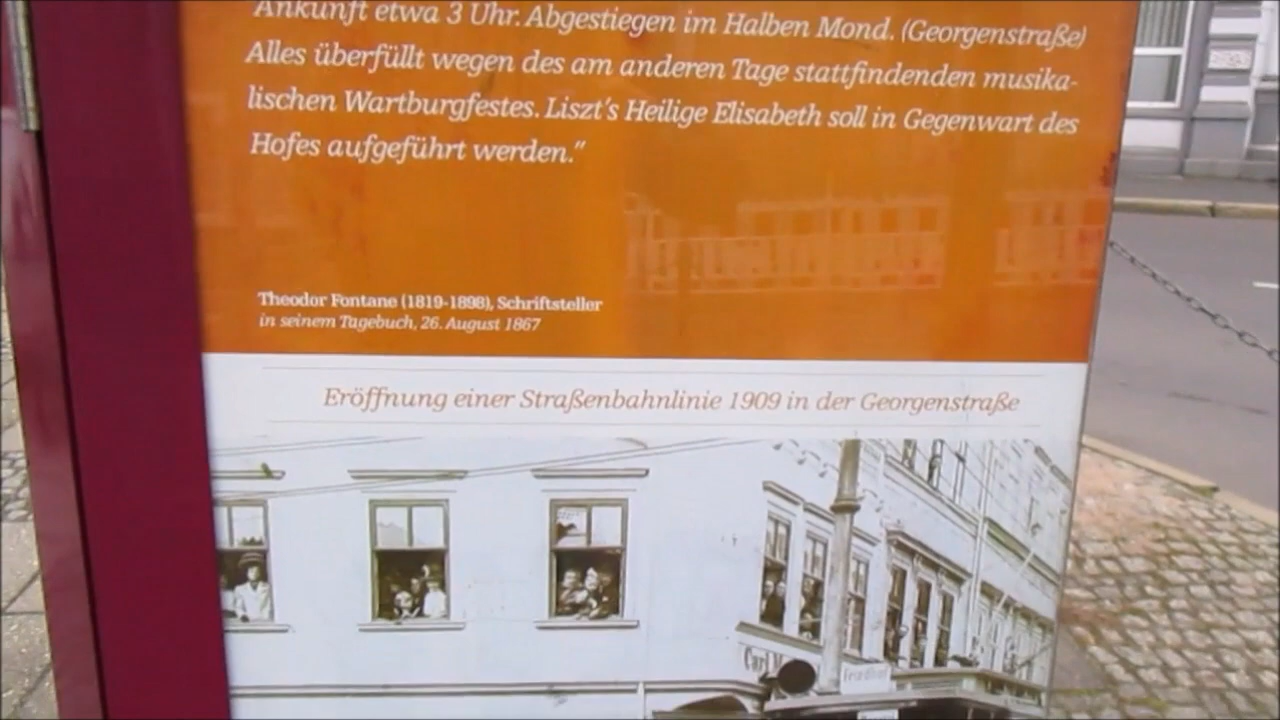 Ankunft etwa 3 Uhr. Abgestiegen im Halben Mond. (Georgenstraße)
Alles überfüllt wegen des am anderen Tage stattfindenden musika-
lischen Wartburgfestes. Liszt's Heilige Elisabeth soll in Gegenwart des
Hofes aufgeführt werden."
Theodor Fontane (1819-1898), Schriftsteller
in seinem Tagebuch, 26. August 1867
Eröffnung einer Straßenbahnlinie 1909 in der Georgenstraße
Carl
Friedhof